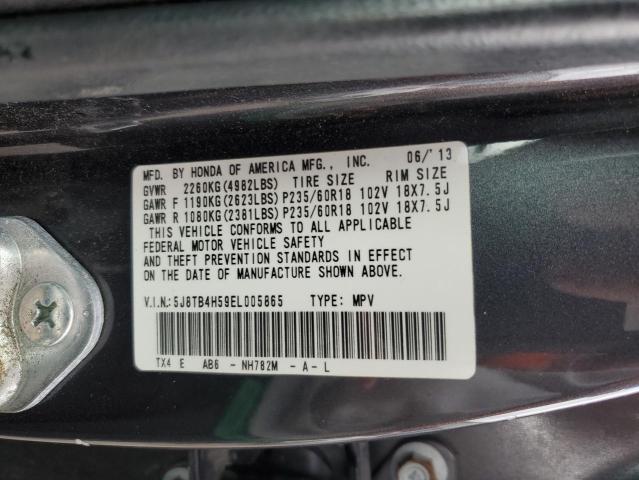 MFD. BY HONDA OF AMERICA MFG., INC. 06/'13
GVWR 2260KG(4982LBS) TIRE SIZE RIM SIZE
GAWR F 1190KG(2623LBS) P235/60R18 102V 18X7.5J
GAWR R 1080KG(2381LBS) P235/60R18 102V 18X7.5J
THIS VEHICLE CONFORMS TO ALL APPLICABLE
FEDERAL MOTOR VEHICLE SAFETY
AND THEFT PREVENTION STANDARDS IN EFFECT
ON THE DATE OF MANUFACTURE SHOWN ABOVE.
V.I.N.: 5J8TB4H59EL005865 TYPE: MPV
TX4 E AB6 - NH782M - A - L